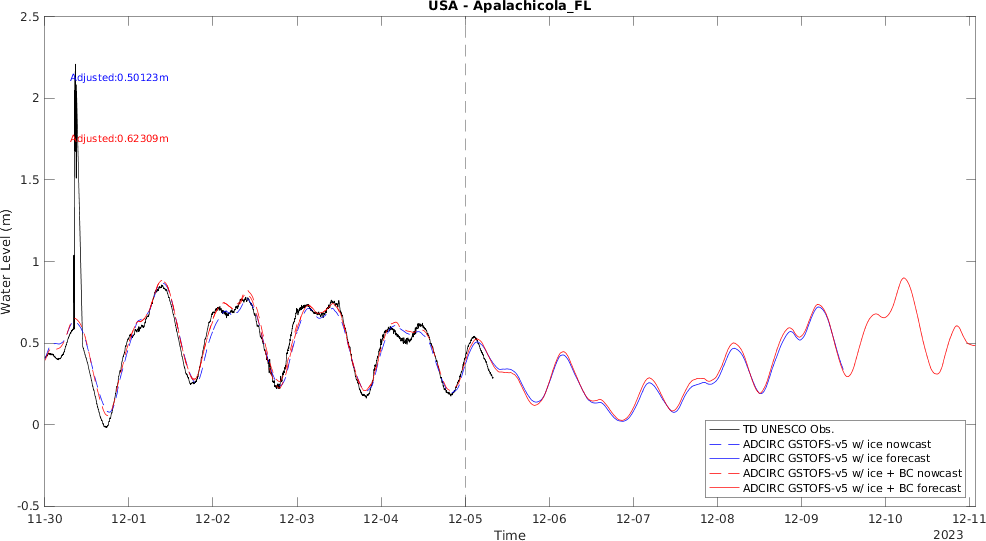 USA - Apalachicola_FL
2.5
2
1.5
1
0.5
0
-0.5
Water Level (m)
Adjusted:0.50123m
Adjusted:0.62309m
TD UNESCO Obs.
ADCIRC GSTOFS-v5 w/ ice nowcast
ADCIRC GSTOFS-v5 w/ ice forecast
ADCIRC GSTOFS-v5 w/ ice + BC nowcast
ADCIRC GSTOFS-v5 w/ ice + BC forecast
11-30 12-01 12-02 12-03 12-04 12-05 12-06 12-07 12-08 12-09 12-10 12-11
Time
2023